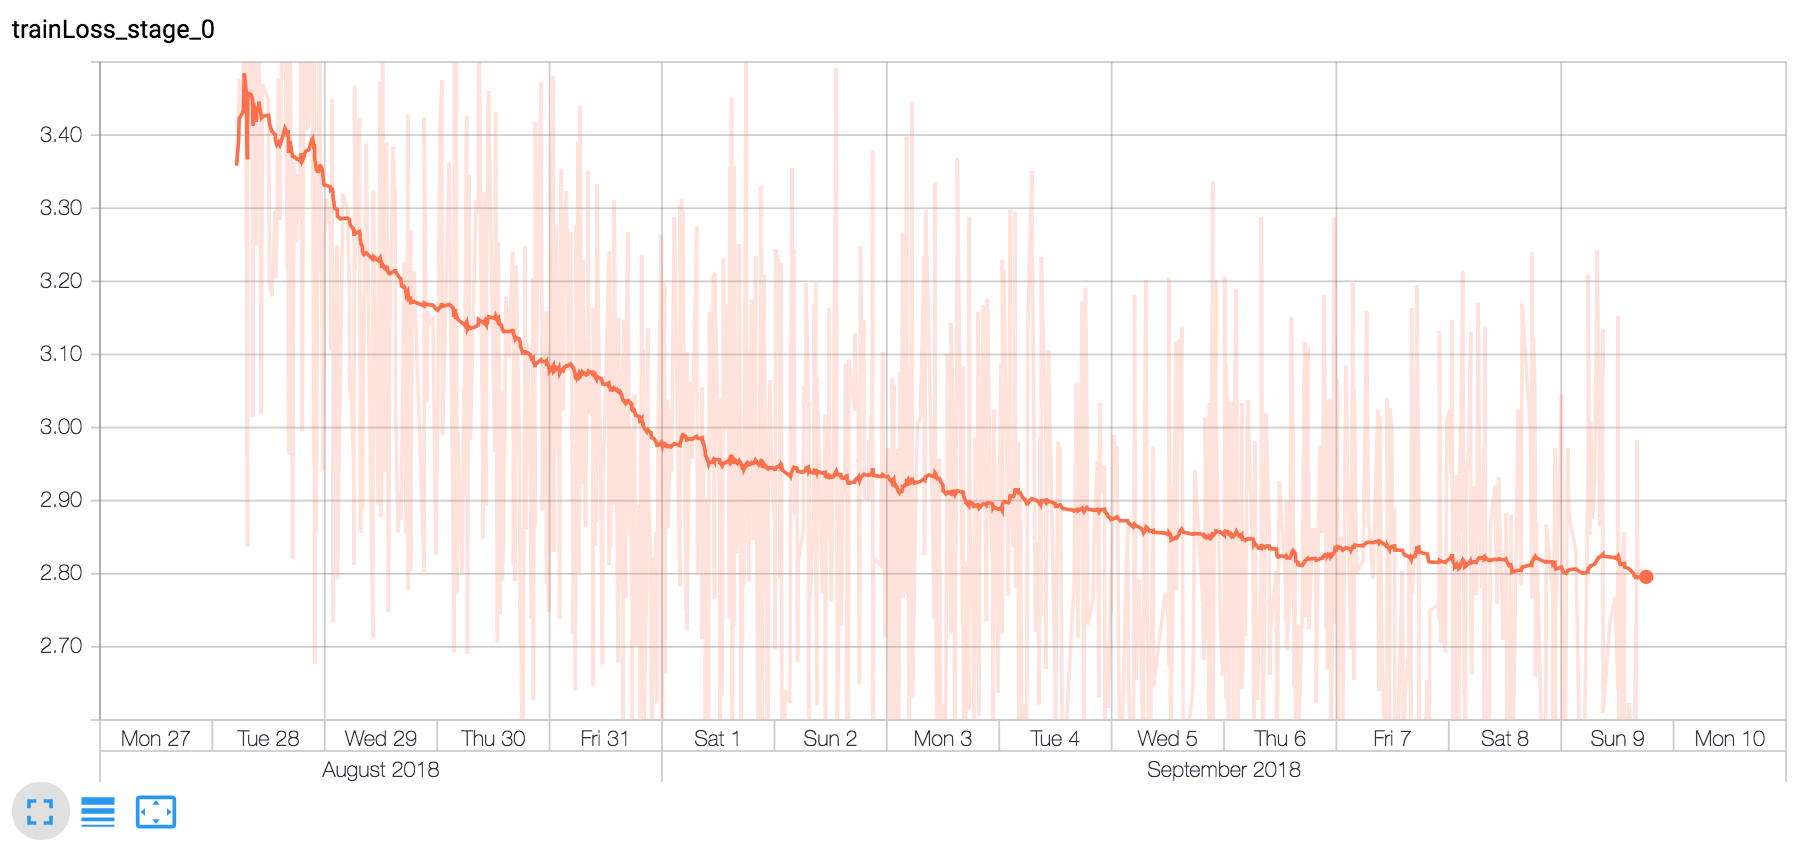 trainLoss_stage_0
3.40
3.30
3.20
3.10
3.00
2.90
2.80
2.70
Mon 27 Tue 28 Wed 29 Thu 30 Fri 31 Sat 1 Sun 2 Mon 3 Tue 4 Wed 5 Thu 6 Fri 7 Sat 8 Sun 9 Mon 10
August 2018 September 2018